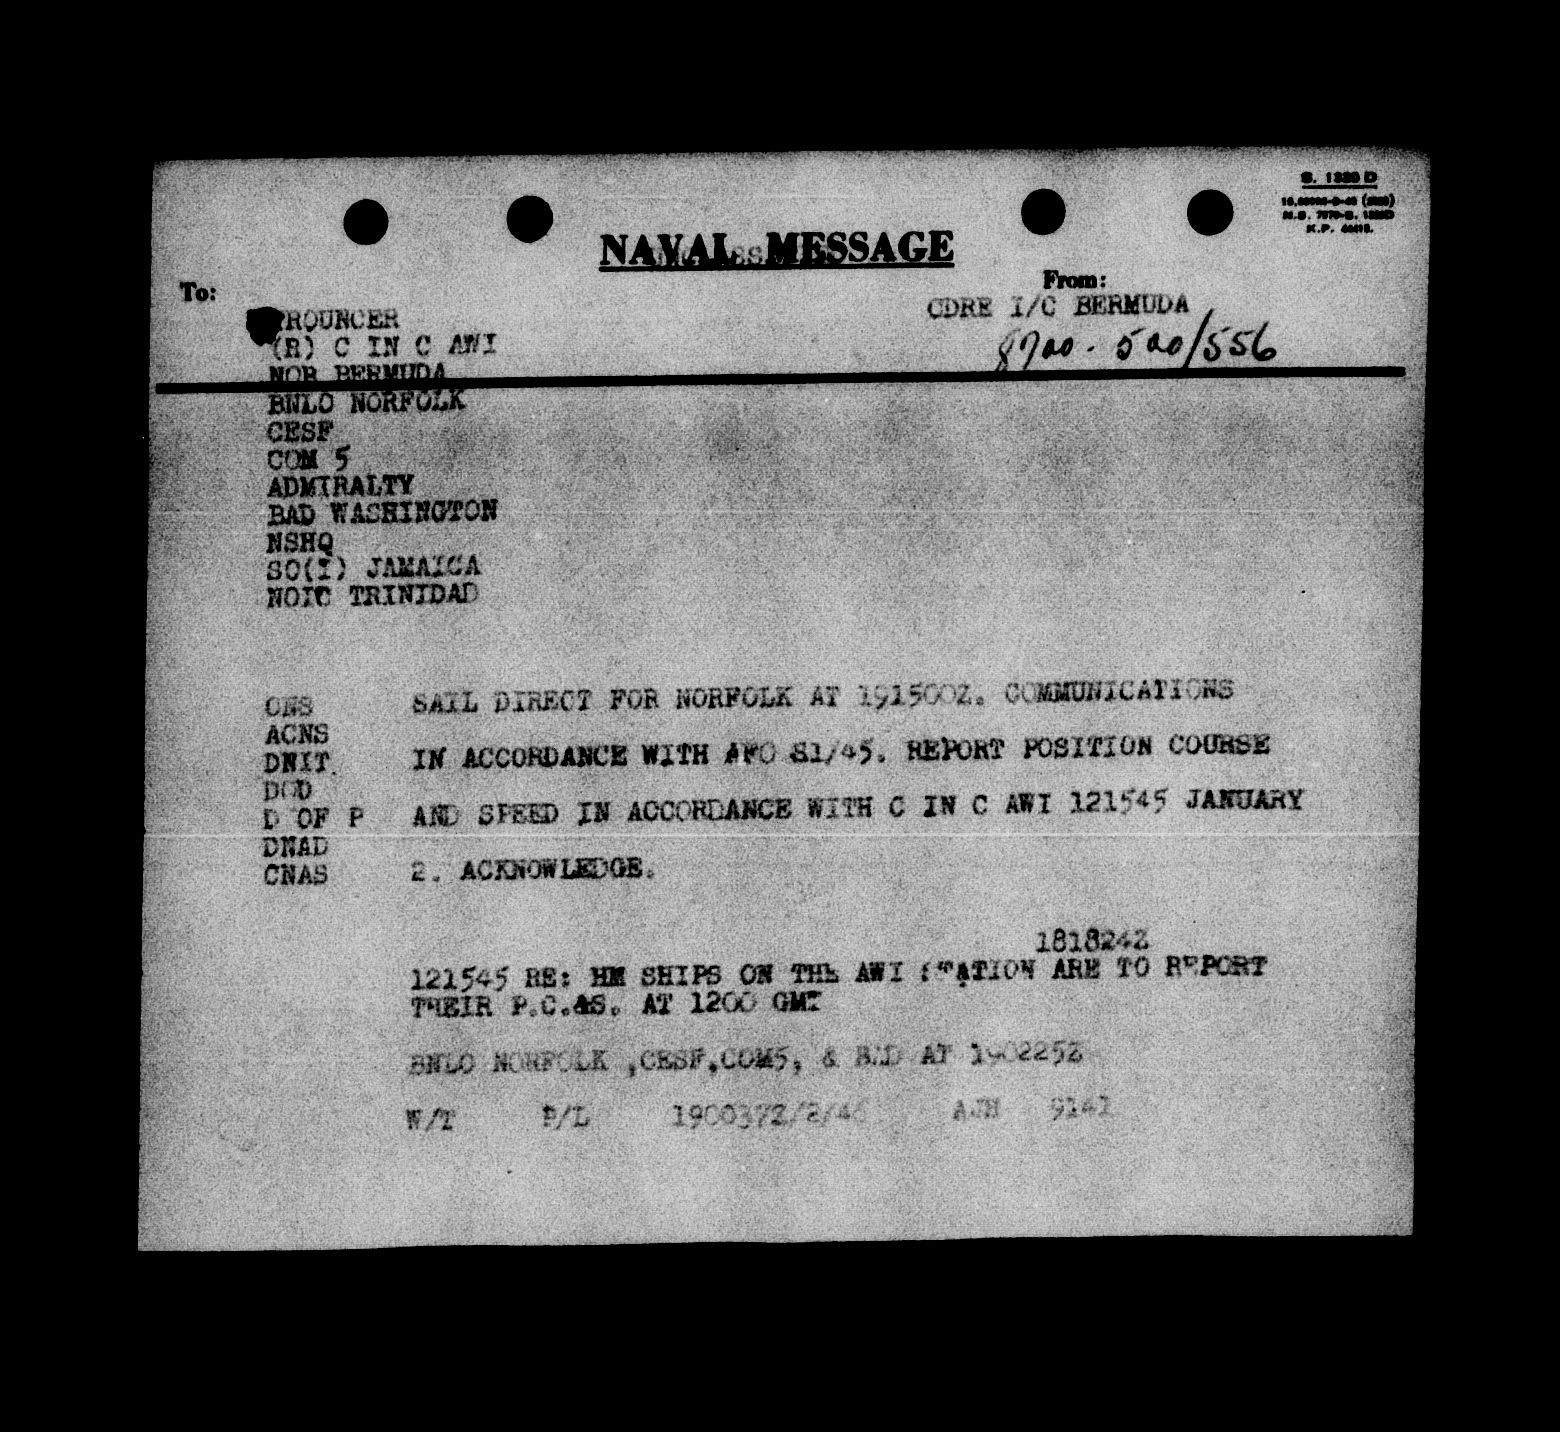 S. 1320 D
NAVAL MESSAGE
To:
From:
CDRE I/C BERMUDA
8700-520/556
(R) C IN C AWI
NOB BERMUDA
BNLO NORFOLK
CESF
COM 5
ADMIRALTY
BAD WASHINGTON
NSHQ
SO(I) JAMAICA
NOIC TRINIDAD
CNS SAIL DIRECT FOR NORFOLK AT 191500Z. COMMUNICATIONS
ACNS
DNIT. IN ACCORDANCE WITH AFO 81/45. REPORT POSITION COURSE
DOD
D OF P AND SPEED IN ACCORDANCE WITH C IN C AWI 121545 JANUARY
DNAD
CNAS 2. ACKNOWLEDGE.
181824Z
121545 RE: HM SHIPS ON THE AWI STATION ARE TO REPORT
THEIR P.C.&S. AT 1200 GMT
BNLO NORFOLK ,CESF,COM5, & BAD AT 190225Z
W/T P/L 190037Z/2/46 AJH 9141